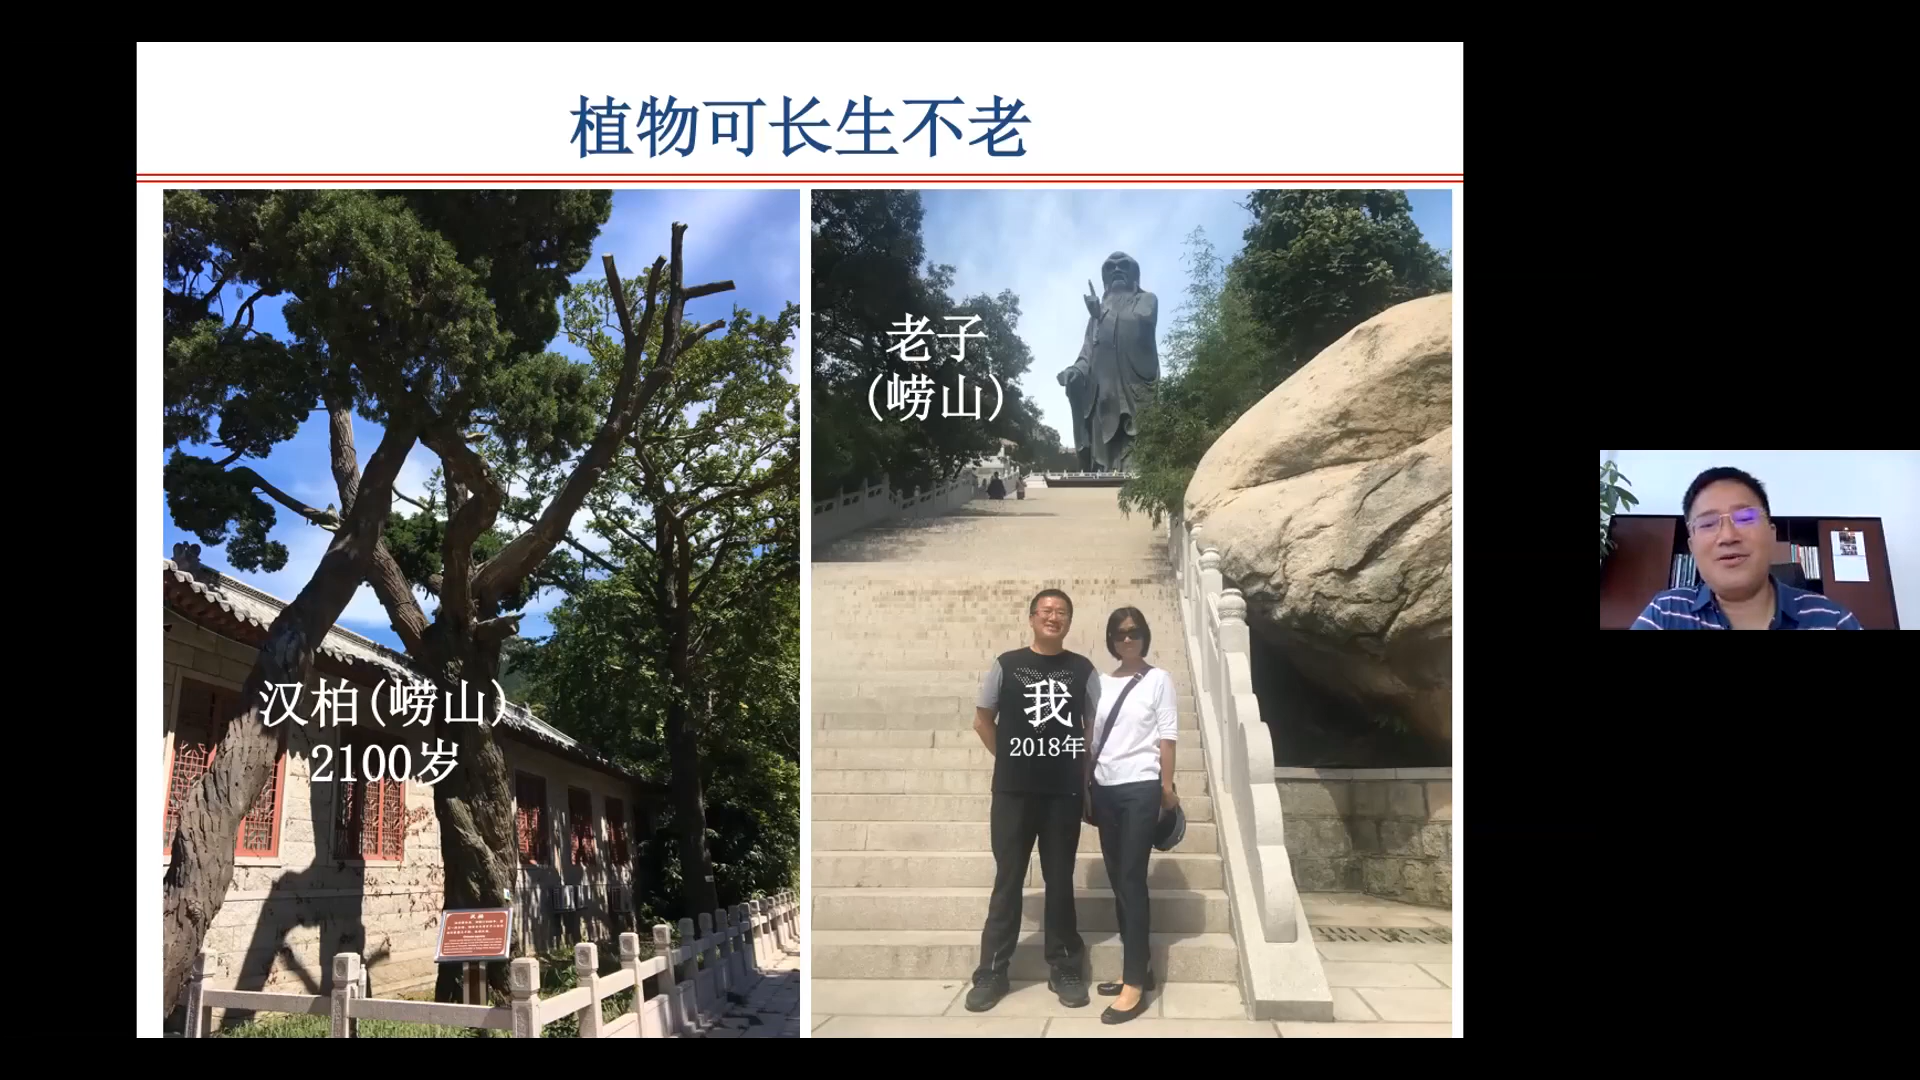 植物可长生不老
汉柏(崂山)
2100岁
老子
(崂山)
我
2018年